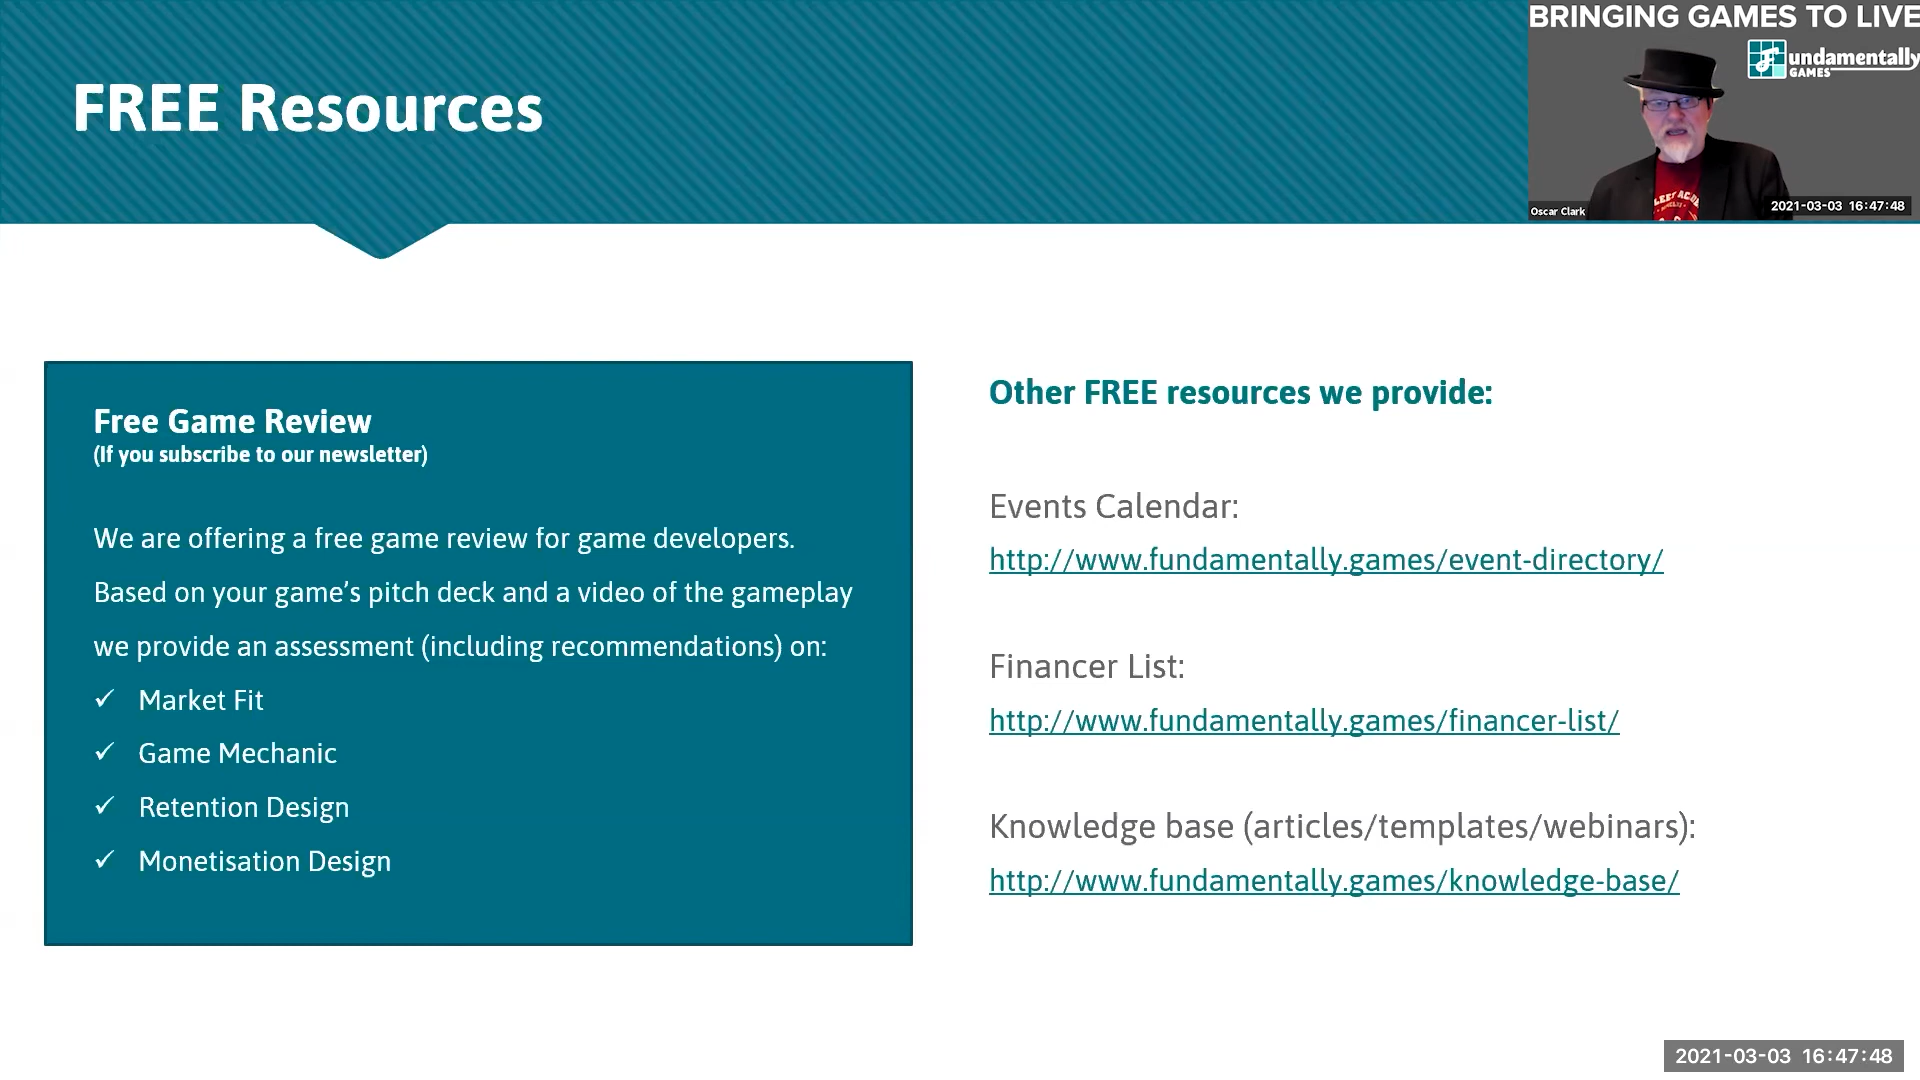 BRINGING GAMES TO LIVE
Fundamentally
GAMES
Oscar Clark
2021-03-03 16:47:48
FREE Resources
Free Game Review
(If you subscribe to our newsletter)
We are offering a free game review for game developers.
Based on your game’s pitch deck and a video of the gameplay
we provide an assessment (including recommendations) on:
✓ Market Fit
✓ Game Mechanic
✓ Retention Design
✓ Monetisation Design
Other FREE resources we provide:
Events Calendar:
http://www.fundamentally.games/event-directory/
Financer List:
http://www.fundamentally.games/financer-list/
Knowledge base (articles/templates/webinars):
http://www.fundamentally.games/knowledge-base/
2021-03-03 16:47:48